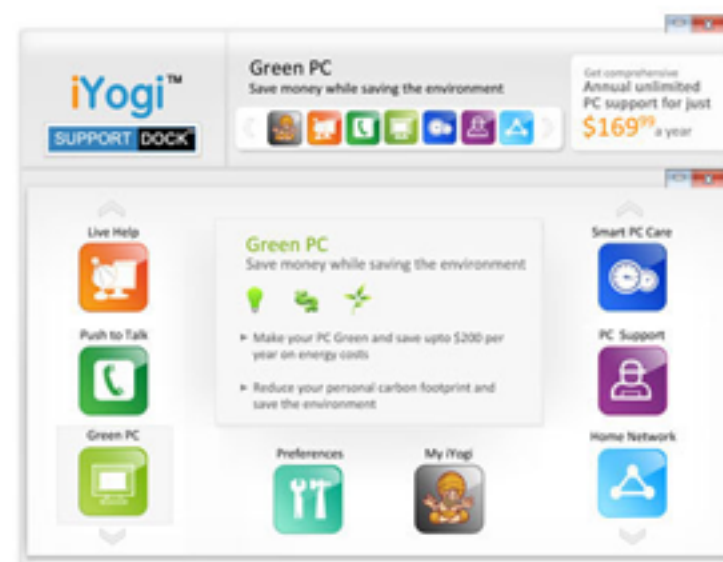 iYogi™
SUPPORT DOCK
Green PC
Save money while saving the environment
Get comprehensive
Annual unlimited
PC support for just
$169⁹⁹ a year
Live Help
Push to Talk
Green PC
Green PC
Save money while saving the environment
▸ Make your PC Green and save upto $200 per
year on energy costs
▸ Reduce your personal carbon footprint and
save the environment
Preferences
My iYogi
Smart PC Care
PC Support
Home Network